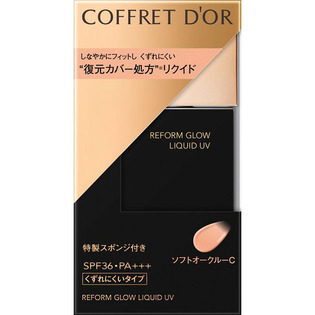 COFFRET D'OR
しなやかにフィットし くずれにくい
“復元カバー処方”リクイド
REFORM GLOW
LIQUID UV
特製スポンジ付き
ソフトオークルーC
SPF36・PA+++
くずれにくいタイプ
REFORM GLOW LIQUID UV